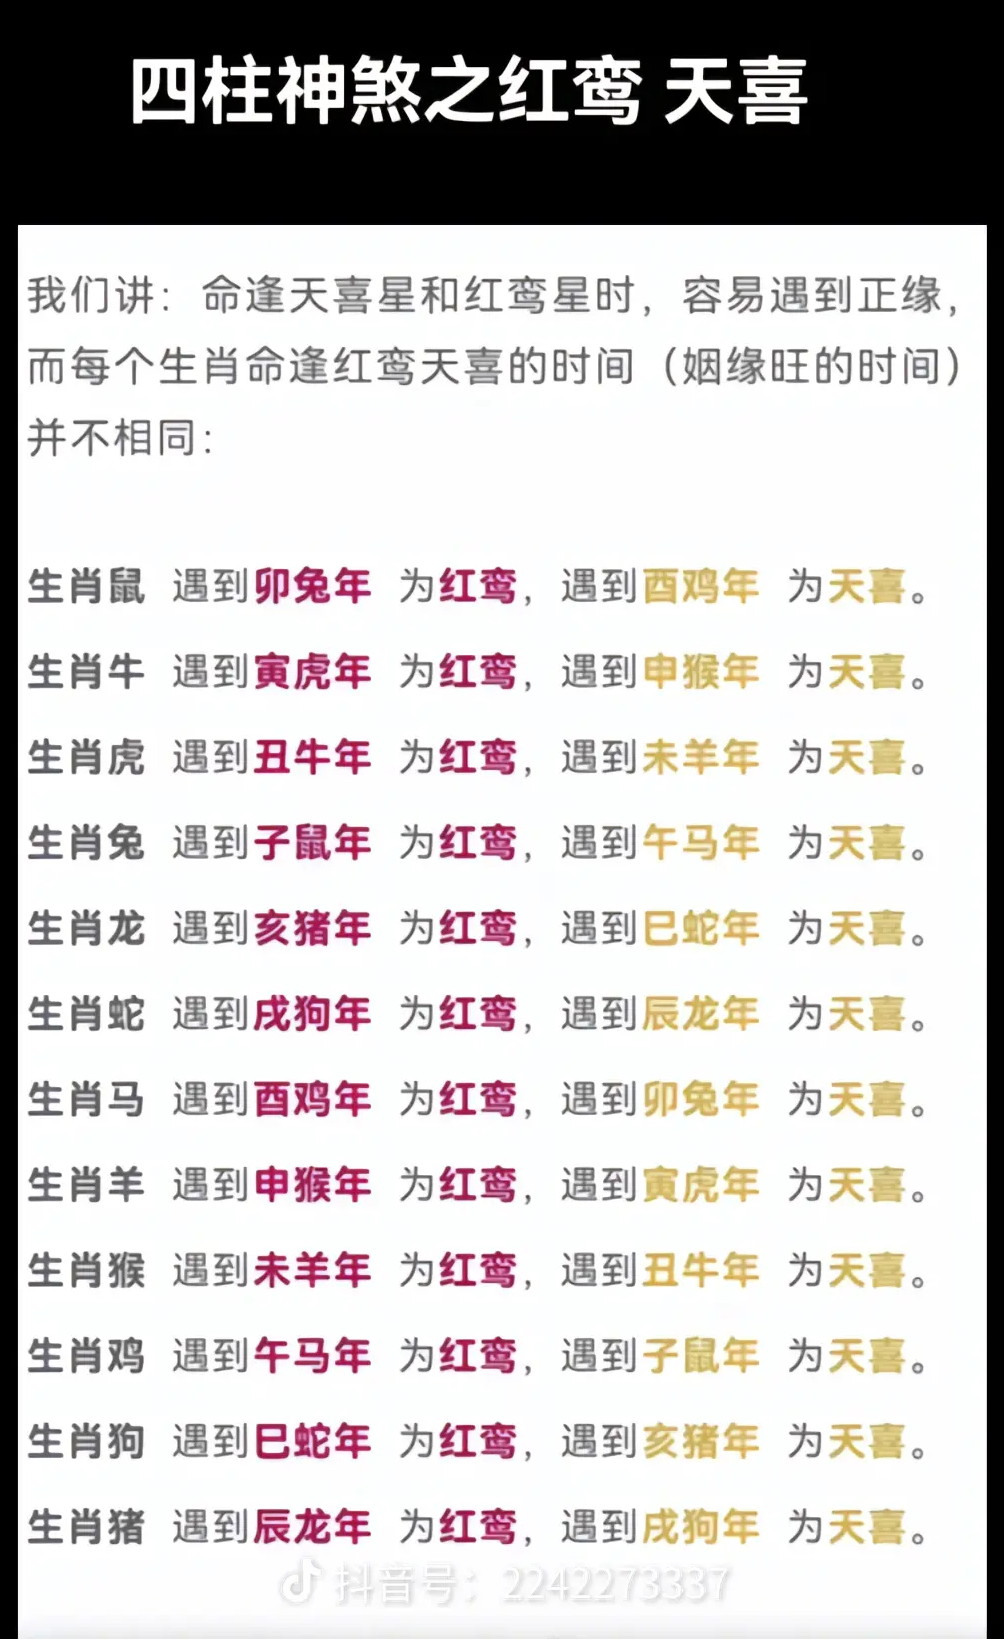 四柱神煞之红鸾 天喜
我们讲：命逢天喜星和红鸾星时，容易遇到正缘，
而每个生肖命逢红鸾天喜的时间（姻缘旺的时间）
并不相同：
生肖鼠 遇到卯兔年 为红鸾，遇到酉鸡年 为天喜。
生肖牛 遇到寅虎年 为红鸾，遇到申猴年 为天喜。
生肖虎 遇到丑牛年 为红鸾，遇到未羊年 为天喜。
生肖兔 遇到子鼠年 为红鸾，遇到午马年 为天喜。
生肖龙 遇到亥猪年 为红鸾，遇到巳蛇年 为天喜。
生肖蛇 遇到戌狗年 为红鸾，遇到辰龙年 为天喜。
生肖马 遇到酉鸡年 为红鸾，遇到卯兔年 为天喜。
生肖羊 遇到申猴年 为红鸾，遇到寅虎年 为天喜。
生肖猴 遇到未羊年 为红鸾，遇到丑牛年 为天喜。
生肖鸡 遇到午马年 为红鸾，遇到子鼠年 为天喜。
生肖狗 遇到巳蛇年 为红鸾，遇到亥猪年 为天喜。
生肖猪 遇到辰龙年 为红鸾，遇到戌狗年 为天喜。
抖音号：2242273337